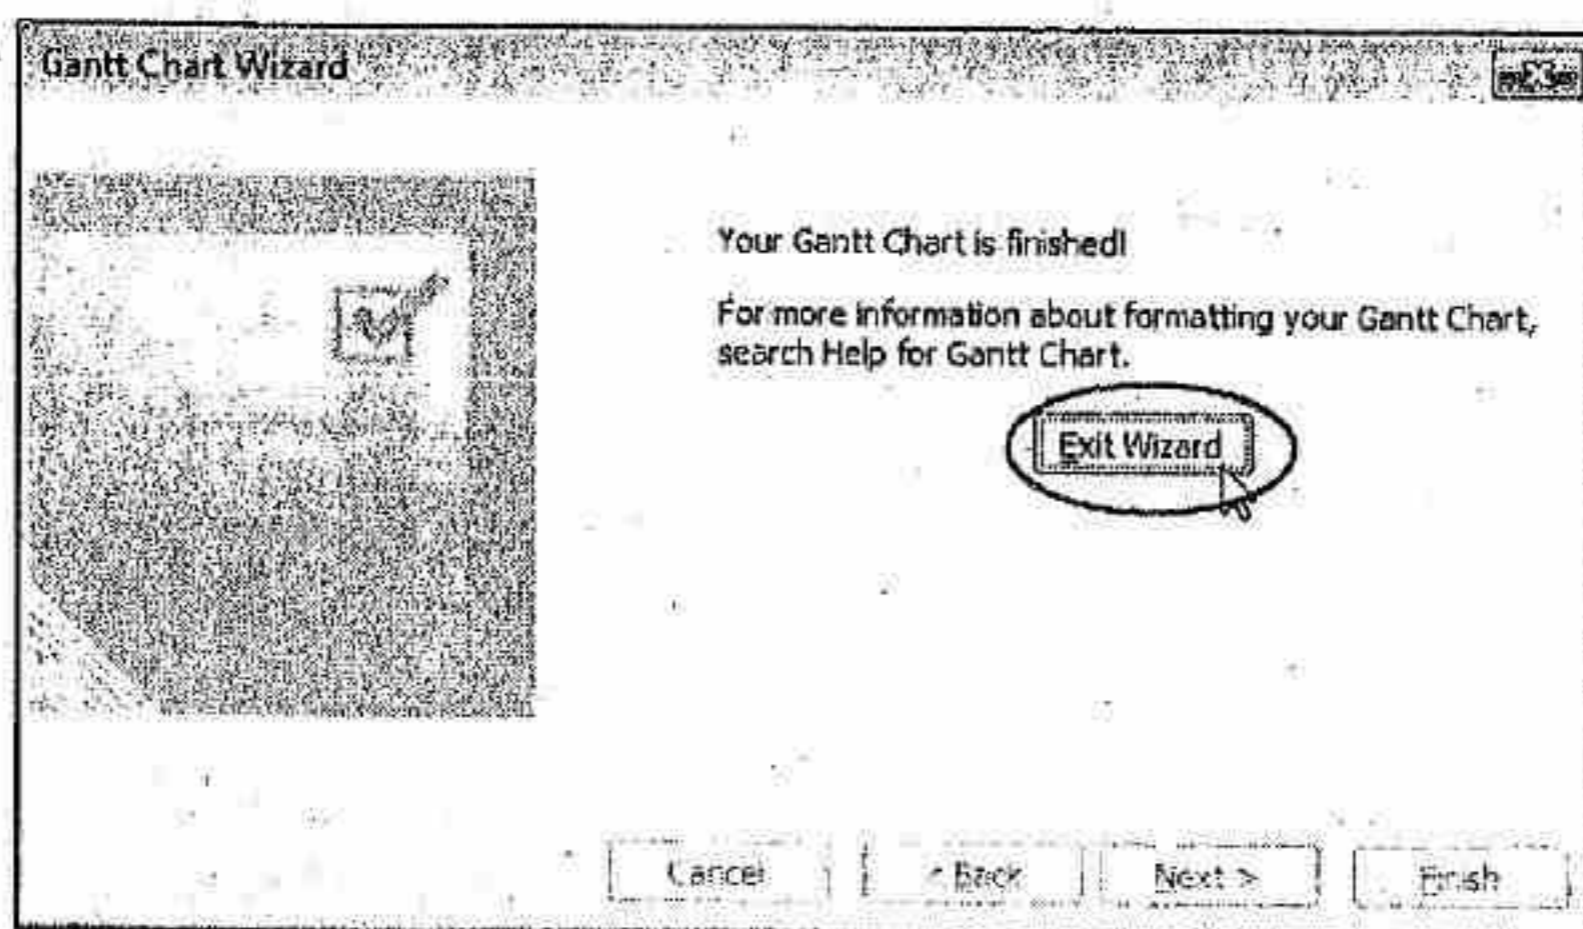 Gantt Chart Wizard
Your Gantt Chart is finished!
For more information about formatting your Gantt Chart,
search Help for Gantt Chart.
Exit Wizard
Cancel
< Back
Next >
Finish